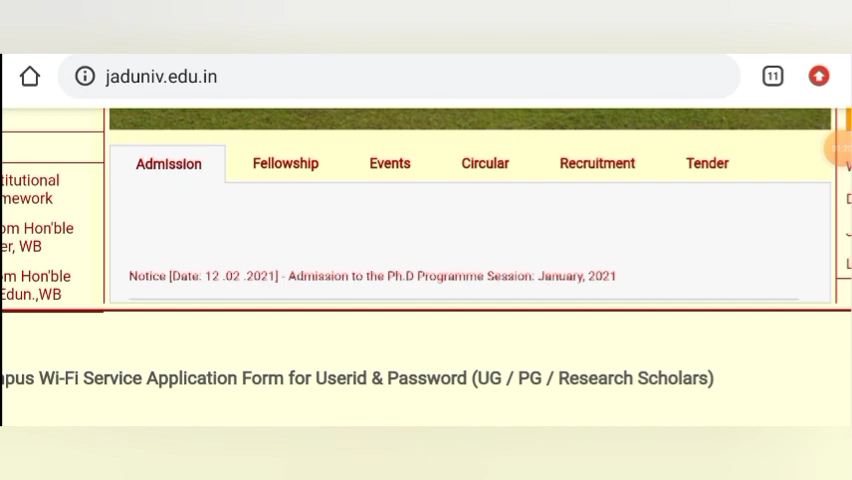 jaduniv.edu.in
11
Admission
Fellowship
Events
Circular
Recruitment
Tender
titutional
mework
om Hon'ble
er, WB
om Hon'ble
Edun.,WB
Notice [Date: 12 .02 .2021] - Admission to the Ph.D Programme Session: January, 2021
npus Wi-Fi Service Application Form for Userid & Password (UG / PG / Research Scholars)